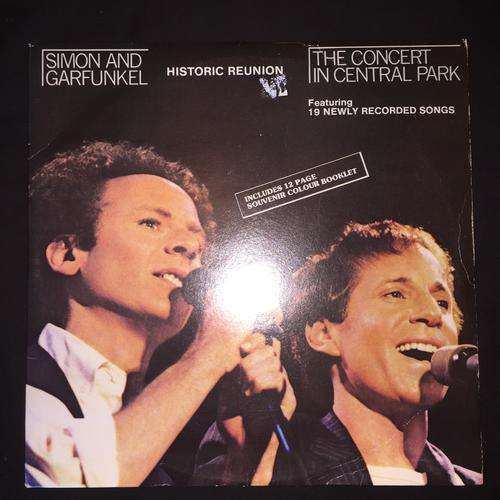 SIMON AND
GARFUNKEL
HISTORIC REUNION
THE CONCERT
IN CENTRAL PARK
Featuring
19 NEWLY RECORDED SONGS
INCLUDES 12 PAGE
SOUVENIR COLOUR BOOKLET